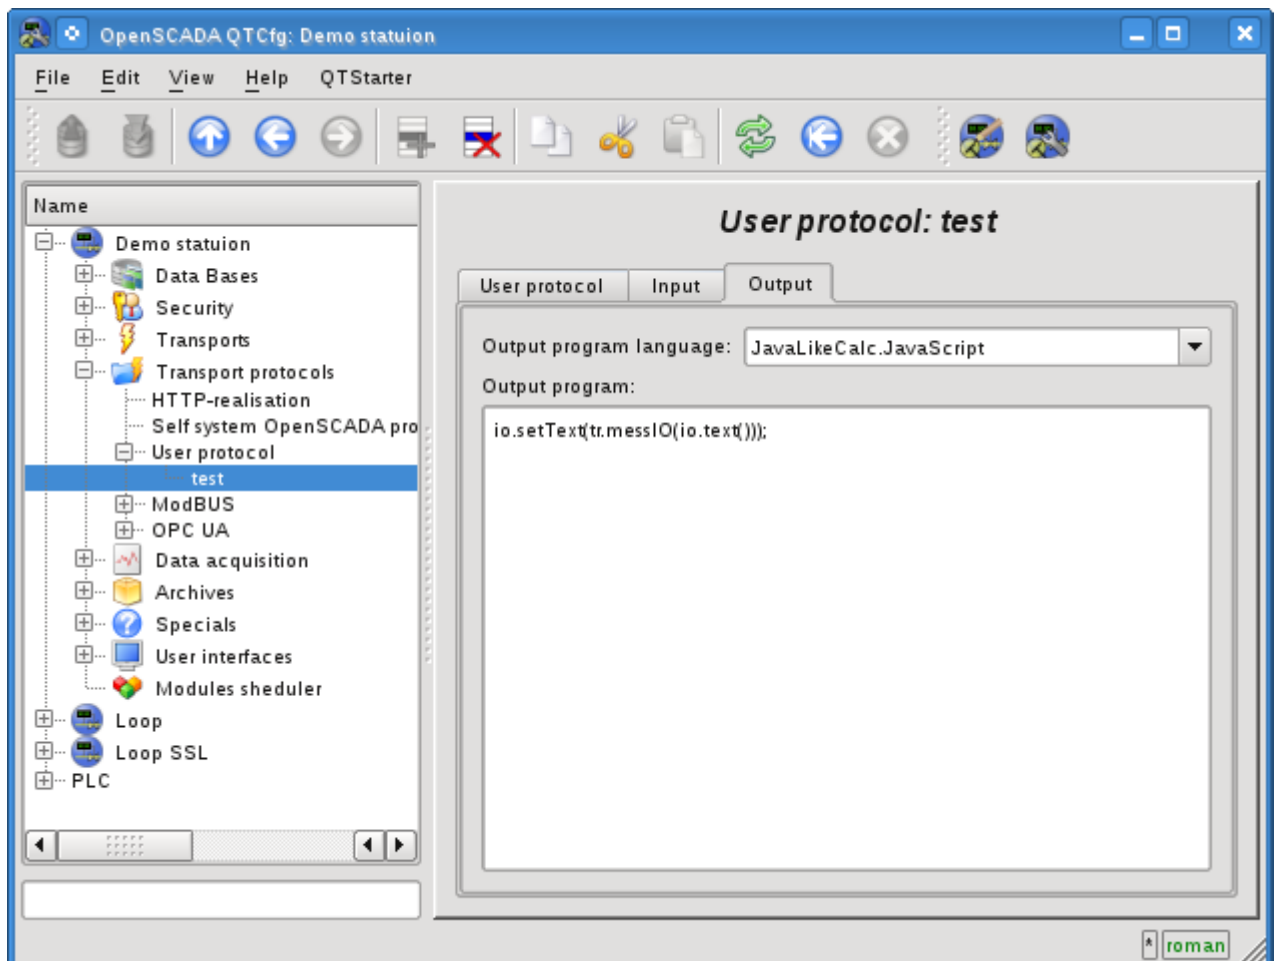 OpenSCADA QTCfg: Demo statuion
File Edit View Help QTStarter
Name
Demo statuion
Data Bases
Security
Transports
Transport protocols
HTTP-realisation
Self system OpenSCADA pro
User protocol
test
ModBUS
OPC UA
Data acquisition
Archives
Specials
User interfaces
Modules sheduler
Loop
Loop SSL
PLC
User protocol: test
User protocol Input Output
Output program language: JavaLikeCalc.JavaScript
Output program:
io.setText(tr.messIO(io.text()));
* roman